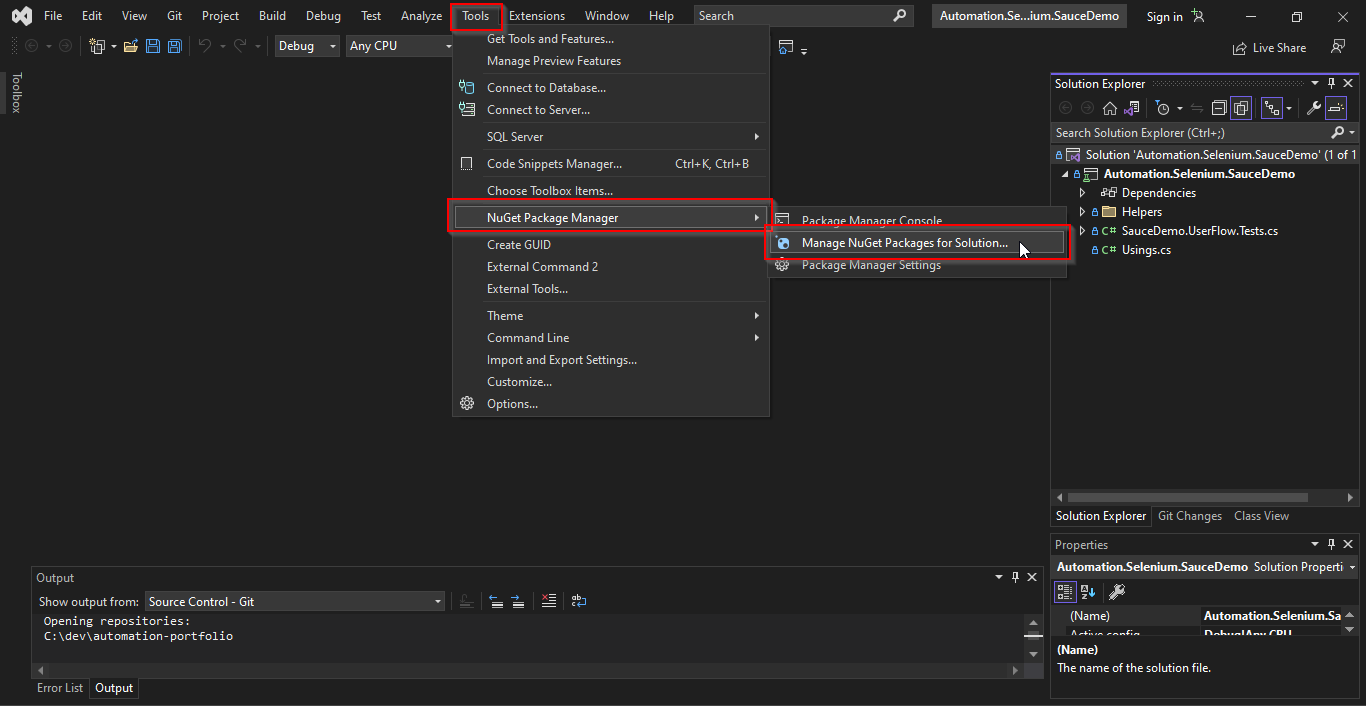 File Edit View Git Project Build Debug Test Analyze Tools Extensions Window Help Search Automation.Se...ium.SauceDemo Sign in
Debug Any CPU Live Share
Toolbox
Get Tools and Features...
Manage Preview Features
Connect to Database...
Connect to Server...
SQL Server
Code Snippets Manager... Ctrl+K, Ctrl+B
Choose Toolbox Items...
NuGet Package Manager
Create GUID
External Command 2
External Tools...
Theme
Command Line
Import and Export Settings...
Customize...
Options...
Package Manager Console
Manage NuGet Packages for Solution...
Package Manager Settings
Solution Explorer
Search Solution Explorer (Ctrl+;)
Solution 'Automation.Selenium.SauceDemo' (1 of 1
Automation.Selenium.SauceDemo
Dependencies
Helpers
C# SauceDemo.UserFlow.Tests.cs
C# Usings.cs
Solution Explorer Git Changes Class View
Properties
Automation.Selenium.SauceDemo Solution Properti
(Name) Automation.Selenium.Sa
Active config Debug|Any CPU
(Name)
The name of the solution file.
Output
Show output from: Source Control - Git
Opening repositories:
C:\dev\automation-portfolio
Error List Output